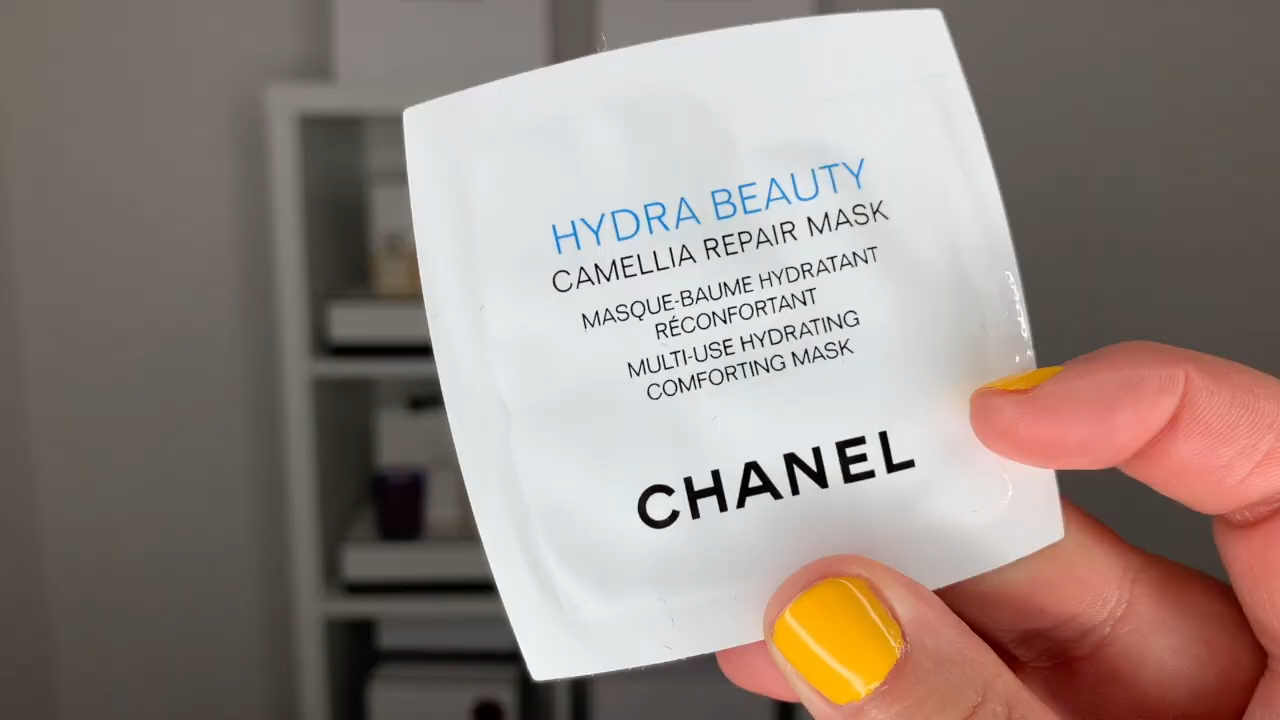 HYDRA BEAUTY
CAMELLIA REPAIR MASK
MASQUE-BAUME HYDRATANT
RÉCONFORTANT
MULTI-USE HYDRATING
COMFORTING MASK
CHANEL